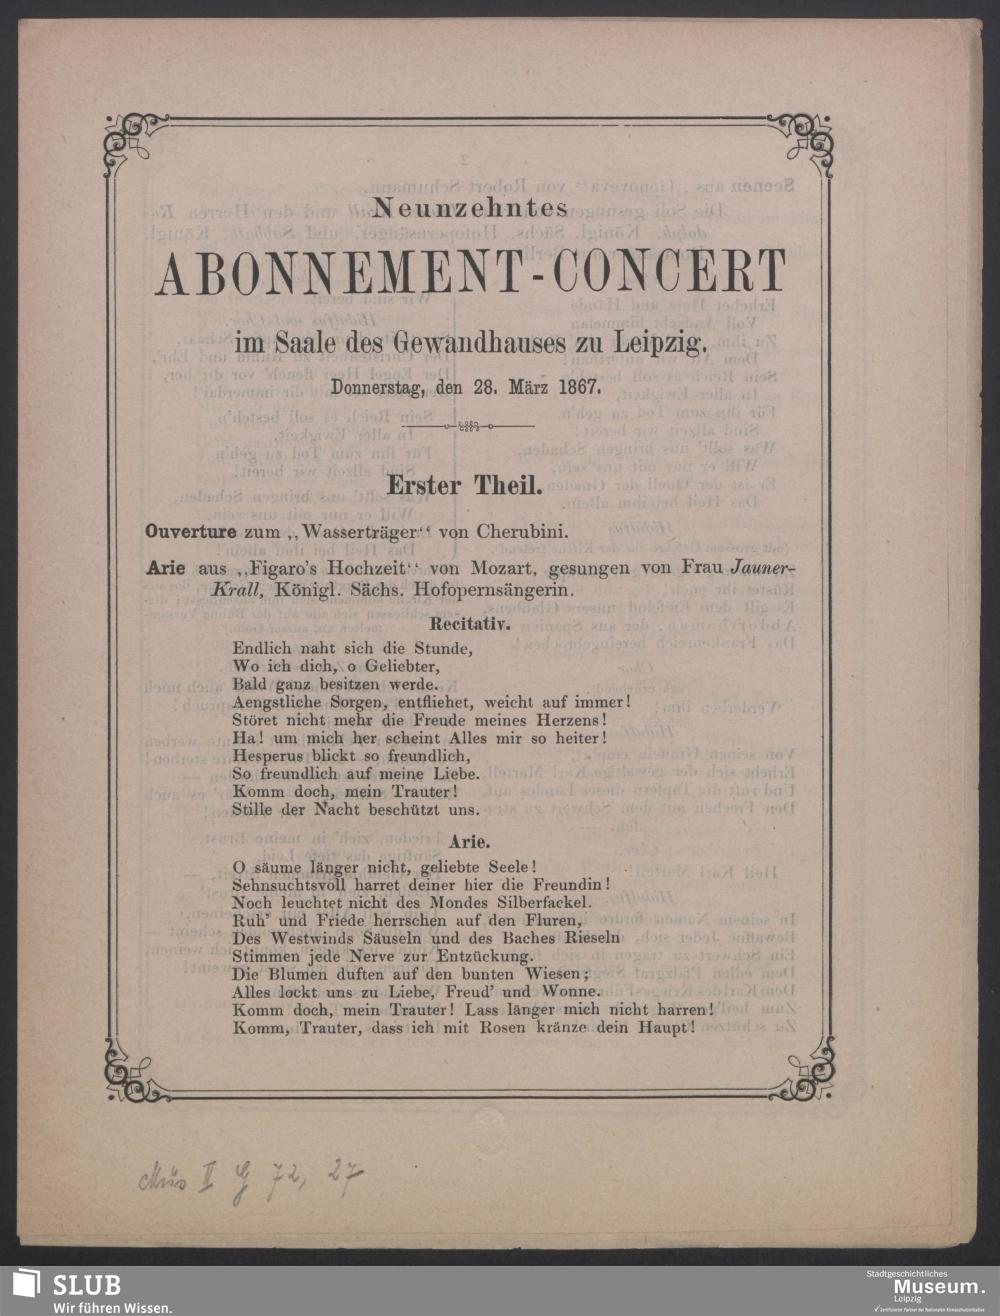 Neunzehntes
ABONNEMENT-CONCERT
im Saale des Gewandhauses zu Leipzig.
Donnerstag, den 28. März 1867.
Erster Theil.
Ouverture zum ,,Wasserträger‘‘ von Cherubini.
Arie aus ,,Figaro's Hochzeit‘‘ von Mozart, gesungen von Frau Jauner-
Krall, Königl. Sächs. Hofopernsängerin.
Recitativ.
Endlich naht sich die Stunde,
Wo ich dich, o Geliebter,
Bald ganz besitzen werde.
Aengstliche Sorgen, entfliehet, weicht auf immer!
Störet nicht mehr die Freude meines Herzens!
Ha! um mich her scheint Alles mir so heiter!
Hesperus blickt so freundlich,
So freundlich auf meine Liebe.
Komm doch, mein Trauter!
Stille der Nacht beschützt uns.
Arie.
O säume länger nicht, geliebte Seele!
Sehnsuchtsvoll harret deiner hier die Freundin!
Noch leuchtet nicht des Mondes Silberfackel.
Ruh' und Friede herrschen auf den Fluren,
Des Westwinds Säuseln und des Baches Rieseln
Stimmen jede Nerve zur Entzückung.
Die Blumen duften auf den bunten Wiesen;
Alles lockt uns zu Liebe, Freud' und Wonne.
Komm doch, mein Trauter! Lass länger mich nicht harren!
Komm, Trauter, dass ich mit Rosen kränze dein Haupt!
Mus II G 72, 27
SLUB
Wir führen Wissen.
Stadtgeschichtliches
Museum.
Leipzig
✓ Zertifizierter Partner der Nationalen Klimaschutzinitiative